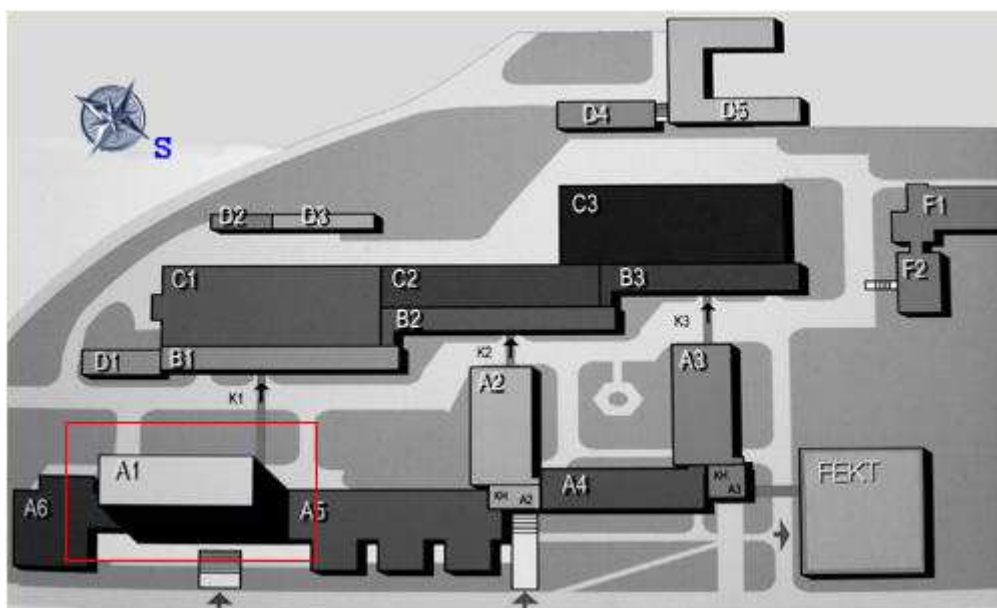 S
D4
D5
C3
F1
D2
D3
F2
C1
C2
B3
B2
K3
K2
D1
B1
A2
A3
K1
A1
A6
A5
KH
A2
A4
KH
A3
FEKT